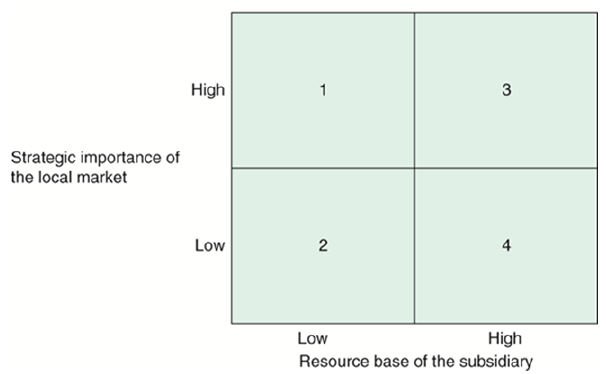 High
1
3
Strategic importance of
the local market
Low
2
4
Low
High
Resource base of the subsidiary